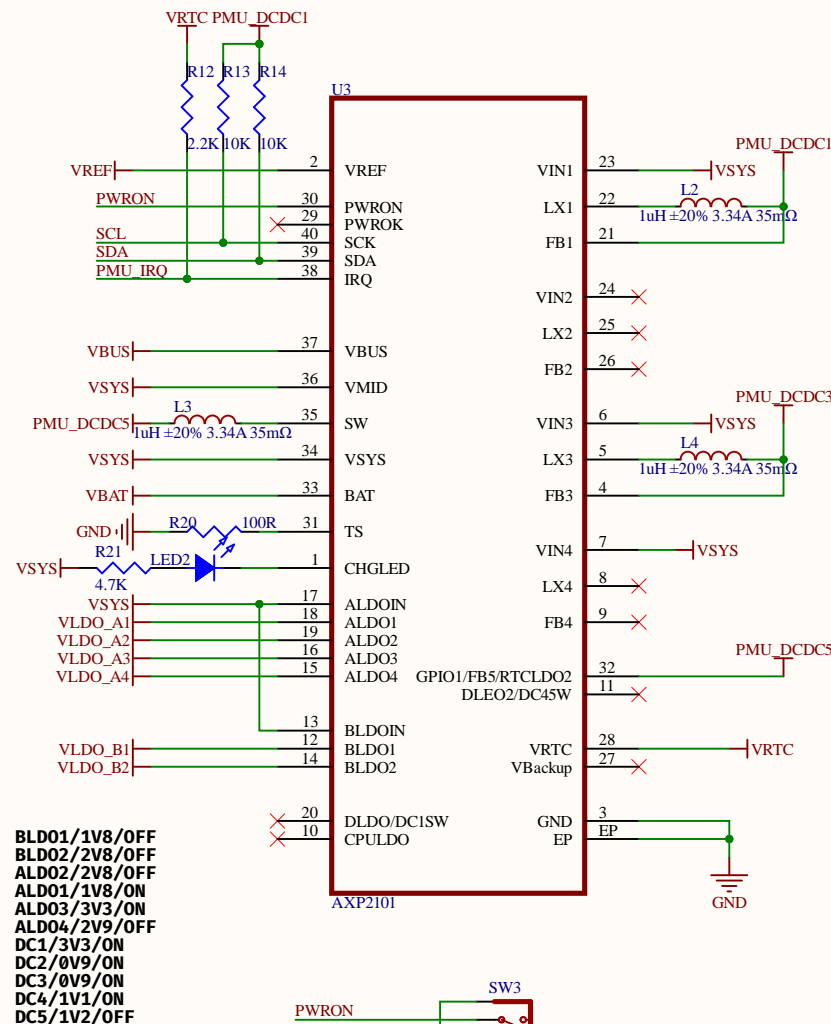 VRTC PMU_DCDC1
R12 R13 R14
2.2K 10K 10K
U3
VREF 2 VREF
PWRON 30 PWRON
29 PWROK
SCL 40 SCK
SDA 39 SDA
PMU_IRQ 38 IRQ
VBUS 37 VBUS
VSYS 36 VMID
L3
PMU_DCDC5 35 SW
1uH ±20% 3.34A 35mΩ
VSYS 34 VSYS
VBAT 33 BAT
GND R20 100R 31 TS
VSYS R21 LED2 1 CHGLED
4.7K
VSYS 17 ALDOIN
VLDO_A1 18 ALDO1
VLDO_A2 19 ALDO2
VLDO_A3 16 ALDO3
VLDO_A4 15 ALDO4
13 BLDOIN
VLDO_B1 12 BLDO1
VLDO_B2 14 BLDO2
20 DLDO/DC1SW
10 CPULDO
PMU_DCDC1
VIN1 23 VSYS
L2
LX1 22
1uH ±20% 3.34A 35mΩ
FB1 21
VIN2 24
LX2 25
FB2 26
PMU_DCDC3
VIN3 6 VSYS
L4
LX3 5
1uH ±20% 3.34A 35mΩ
FB3 4
VIN4 7 VSYS
LX4 8
FB4 9
PMU_DCDC5
GPIO1/FB5/RTCLDO2 32
DLEO2/DC45W 11
VRTC 28 VRTC
VBackup 27
GND 3
EP EP
GND
AXP2101
BLDO1/1V8/OFF
BLDO2/2V8/OFF
ALDO2/2V8/OFF
ALDO1/1V8/ON
ALDO3/3V3/ON
ALDO4/2V9/OFF
DC1/3V3/ON
DC2/0V9/ON
DC3/0V9/ON
DC4/1V1/ON
DC5/1V2/OFF
SW3
PWRON